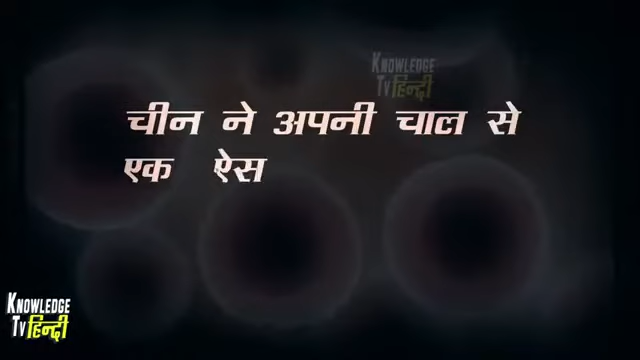 KNOWLEDGE
TV हिन्दी
चीन ने अपनी चाल से
एक ऐस
KNOWLEDGE
TV हिन्दी